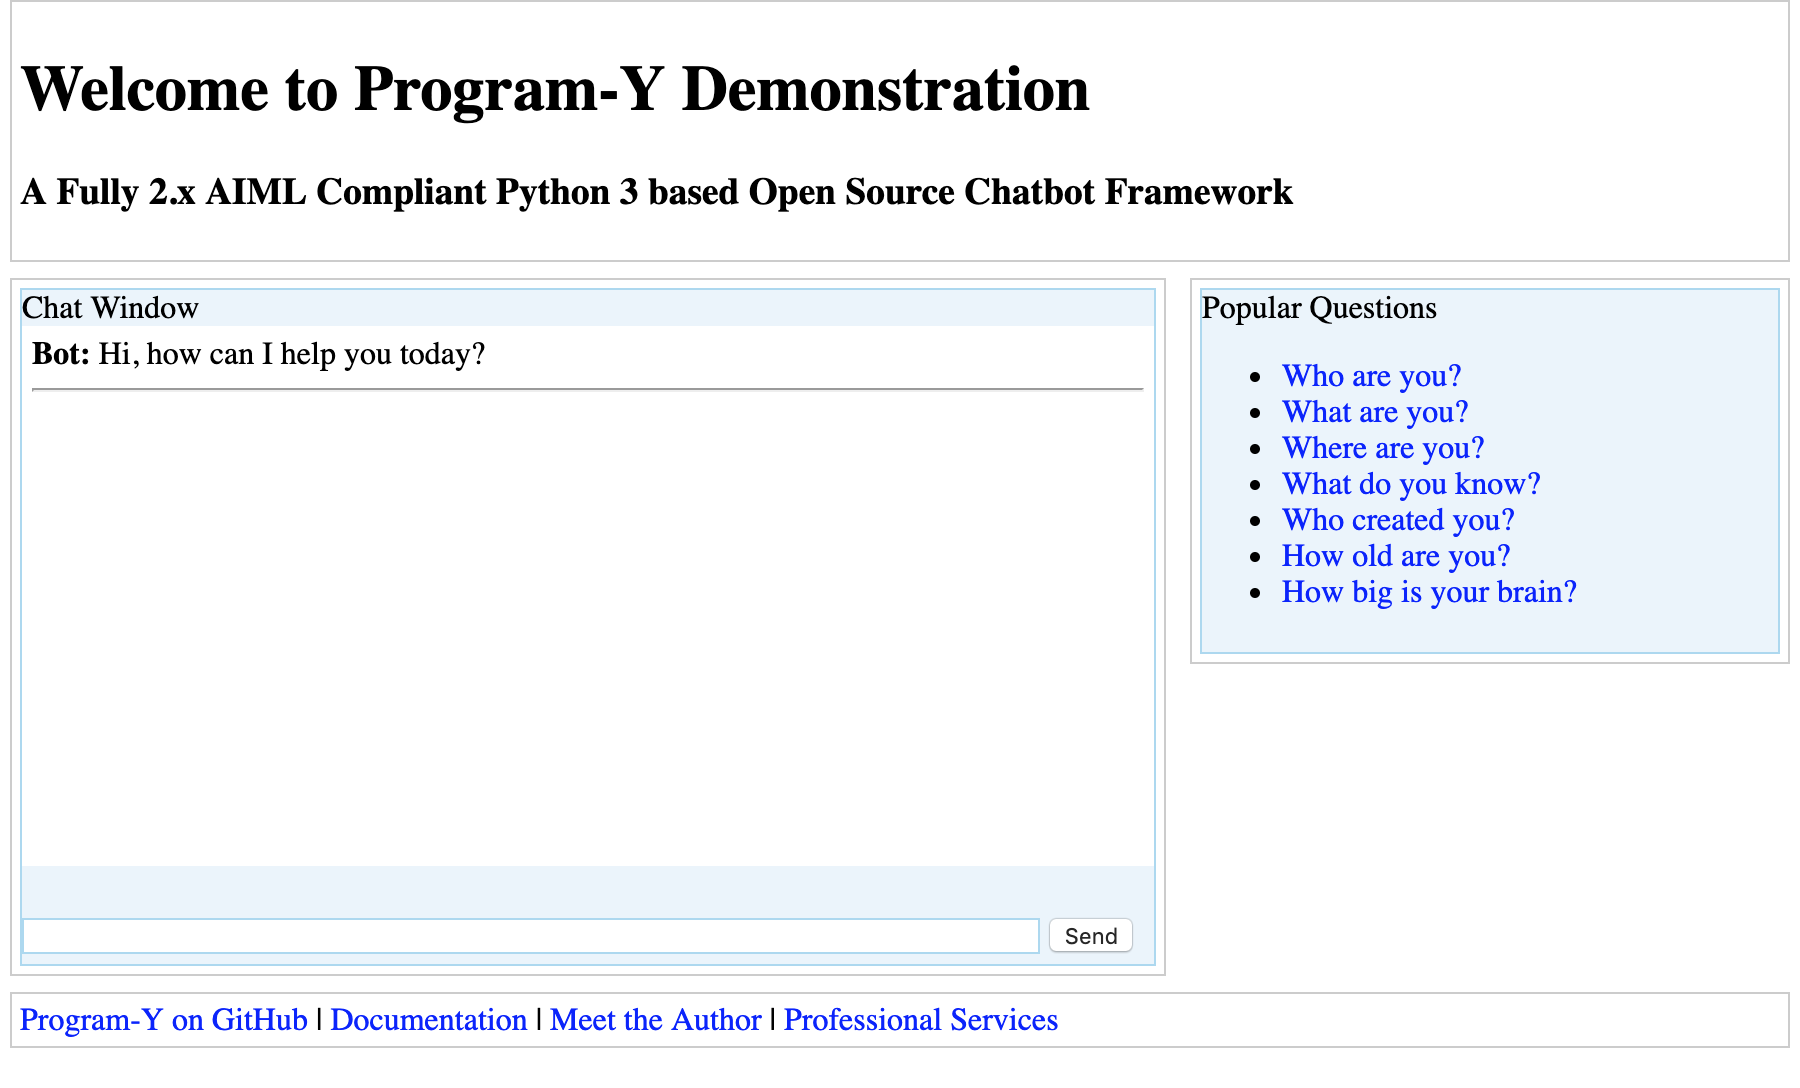 Welcome to Program-Y Demonstration
A Fully 2.x AIML Compliant Python 3 based Open Source Chatbot Framework
Chat Window
Bot: Hi, how can I help you today?
Send
Popular Questions
Who are you?
What are you?
Where are you?
What do you know?
Who created you?
How old are you?
How big is your brain?
Program-Y on GitHub | Documentation | Meet the Author | Professional Services